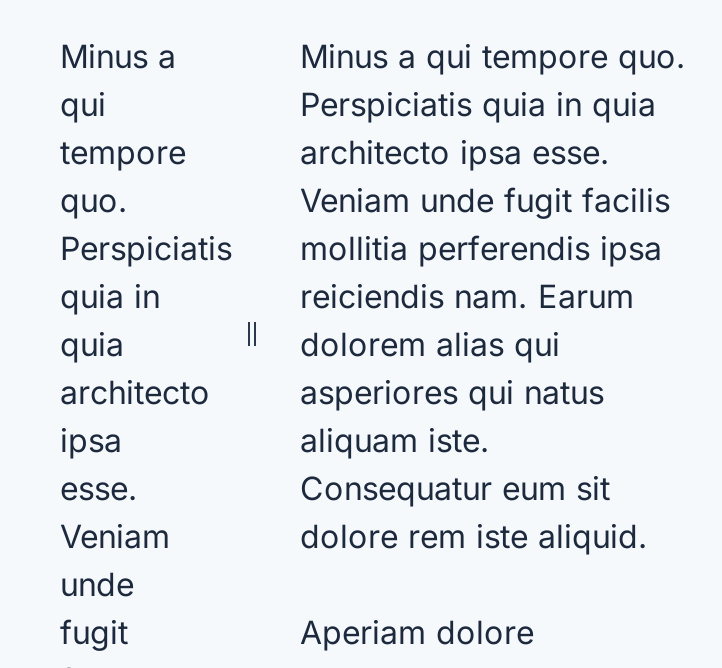 Minus a
qui
tempore
quo.
Perspiciatis
quia in
quia
architecto
ipsa
esse.
Veniam
unde
fugit
Minus a qui tempore quo.
Perspiciatis quia in quia
architecto ipsa esse.
Veniam unde fugit facilis
mollitia perferendis ipsa
reiciendis nam. Earum
dolorem alias qui
asperiores qui natus
aliquam iste.
Consequatur eum sit
dolore rem iste aliquid.
Aperiam dolore